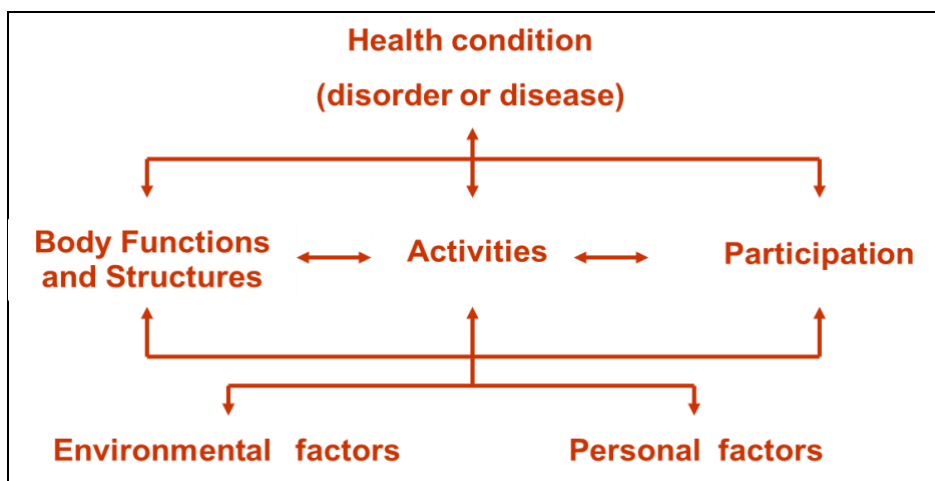 Health condition
(disorder or disease)
Body Functions
and Structures
Activities
Participation
Environmental factors
Personal factors